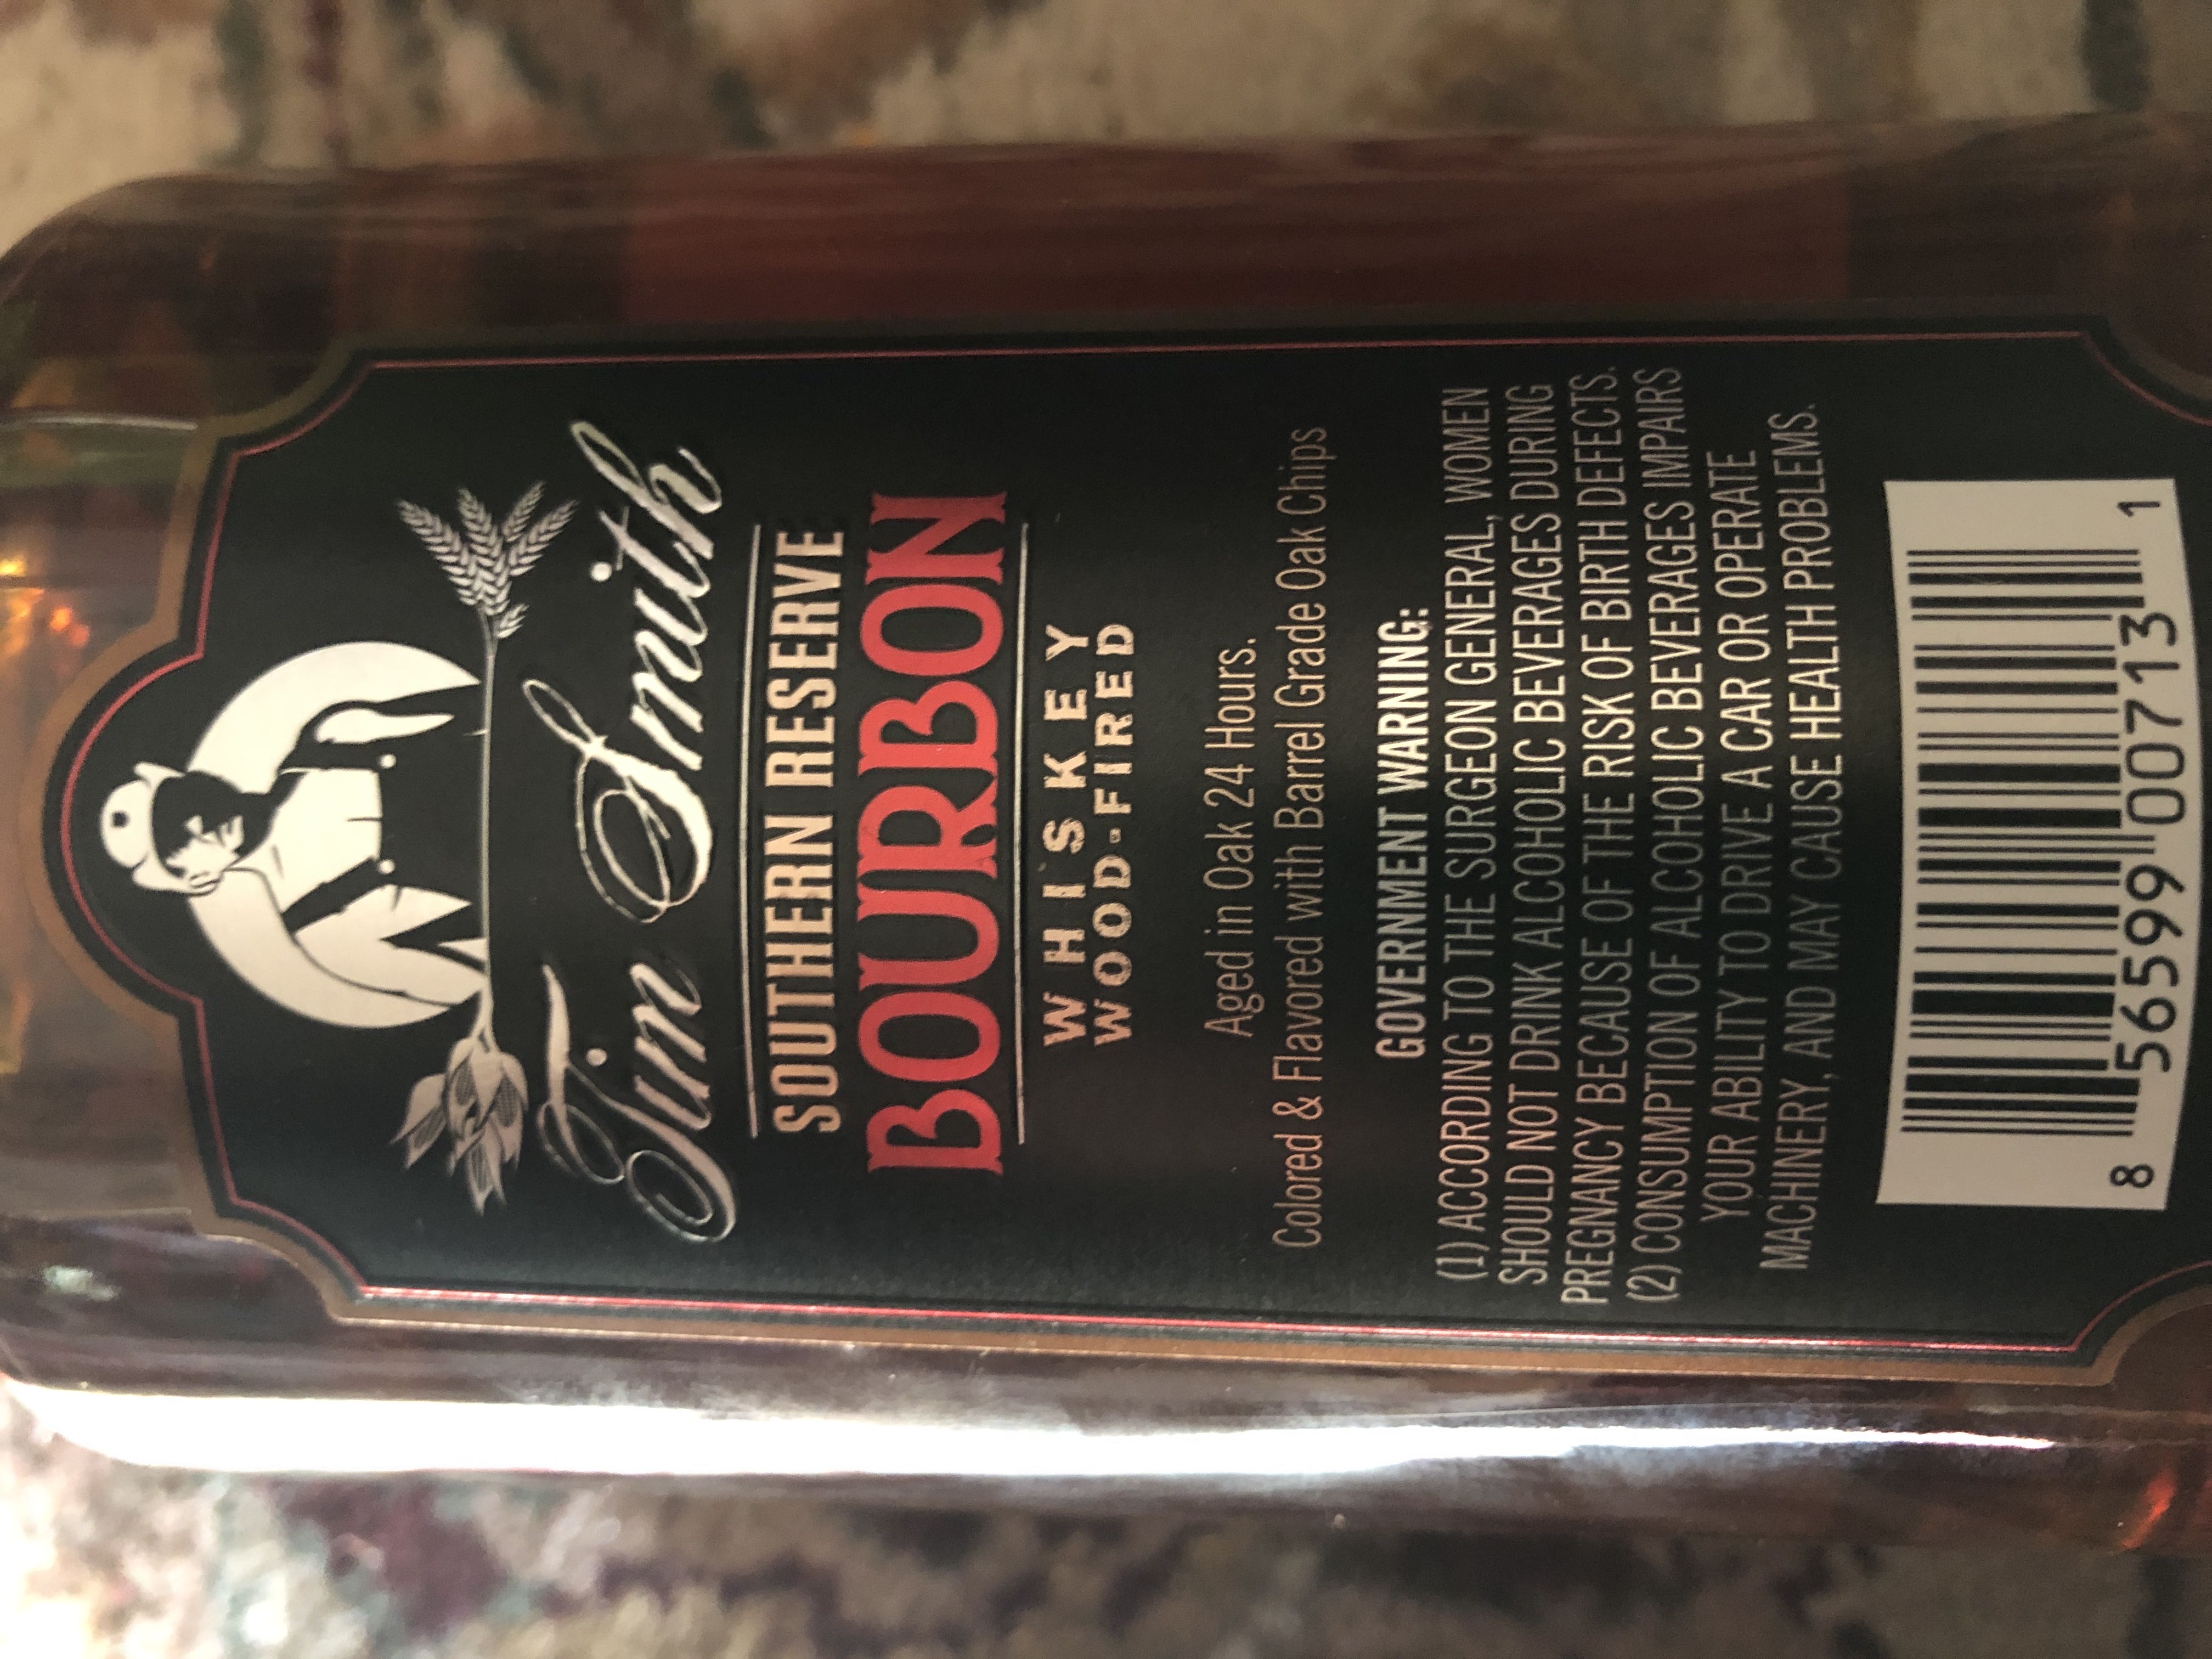 Tim Smith
SOUTHERN RESERVE
BOURBON
WHISKEY
WOOD-FIRED
Aged in Oak 24 Hours.
Colored & Flavored with Barrel Grade Oak Chips
GOVERNMENT WARNING:
(1) ACCORDING TO THE SURGEON GENERAL, WOMEN
SHOULD NOT DRINK ALCOHOLIC BEVERAGES DURING
PREGNANCY BECAUSE OF THE RISK OF BIRTH DEFECTS.
(2) CONSUMPTION OF ALCOHOLIC BEVERAGES IMPAIRS
YOUR ABILITY TO DRIVE A CAR OR OPERATE
MACHINERY, AND MAY CAUSE HEALTH PROBLEMS.
8 56599 00713 1